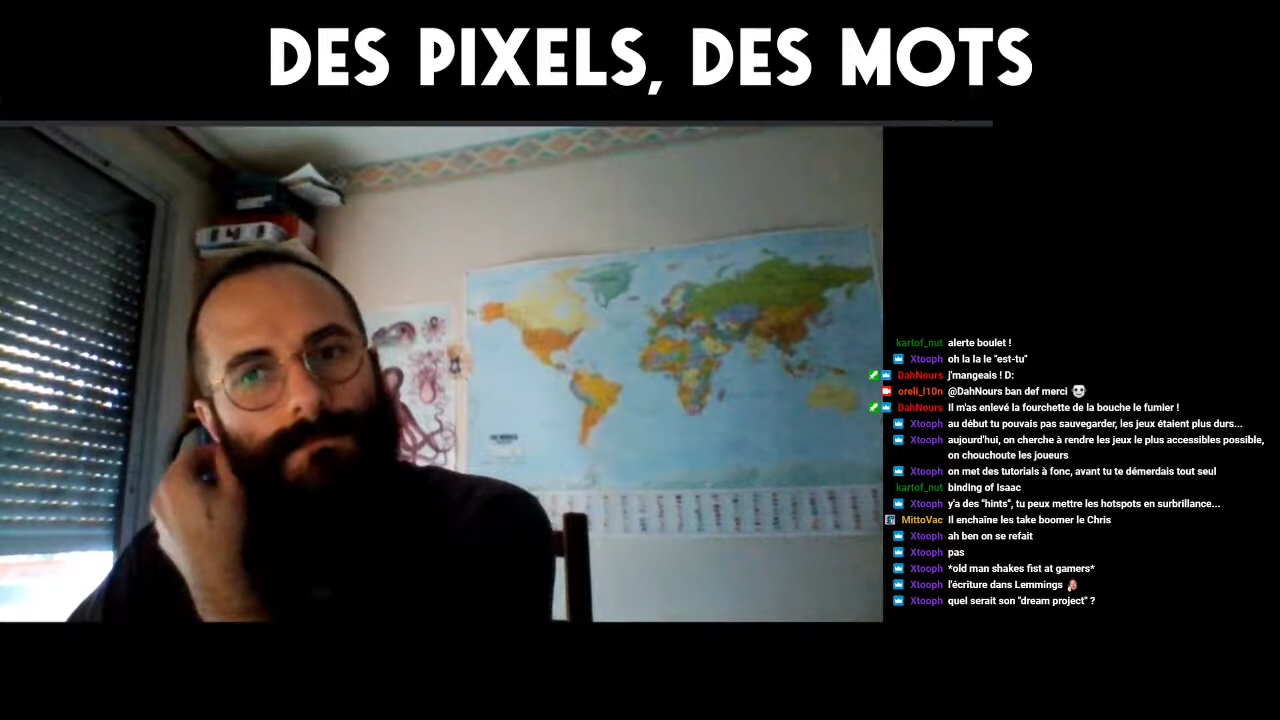 DES PIXELS, DES MOTS
kartof_nut alerte boulet !
Xtooph oh la la le "est-tu"
DahNours j'mangeais ! D:
oreli_l10n @DahNours ban def merci
DahNours Il m'as enlevé la fourchette de la bouche le fumier !
Xtooph au début tu pouvais pas sauvegarder, les jeux étaient plus durs...
Xtooph aujourd'hui, on cherche à rendre les jeux le plus accessibles possible,
on chouchoute les joueurs
Xtooph on met des tutorials à fonc, avant tu te démerdais tout seul
kartof_nut binding of Isaac
Xtooph y'a des "hints", tu peux mettre les hotspots en surbrillance...
MittoVac Il enchaîne les take boomer le Chris
Xtooph ah ben on se refait
Xtooph pas
Xtooph *old man shakes fist at gamers*
Xtooph l'écriture dans Lemmings
Xtooph quel serait son "dream project" ?